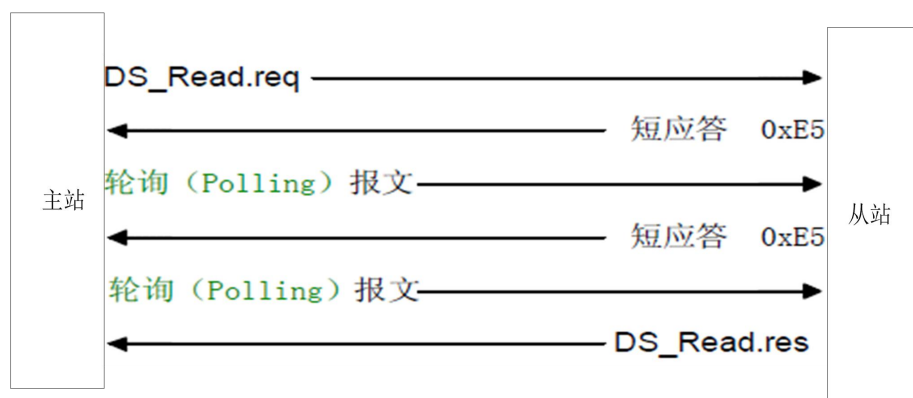 DS_Read.req
短应答 0xE5
轮询（Polling）报文
主站
从站
短应答 0xE5
轮询（Polling）报文
DS_Read.res